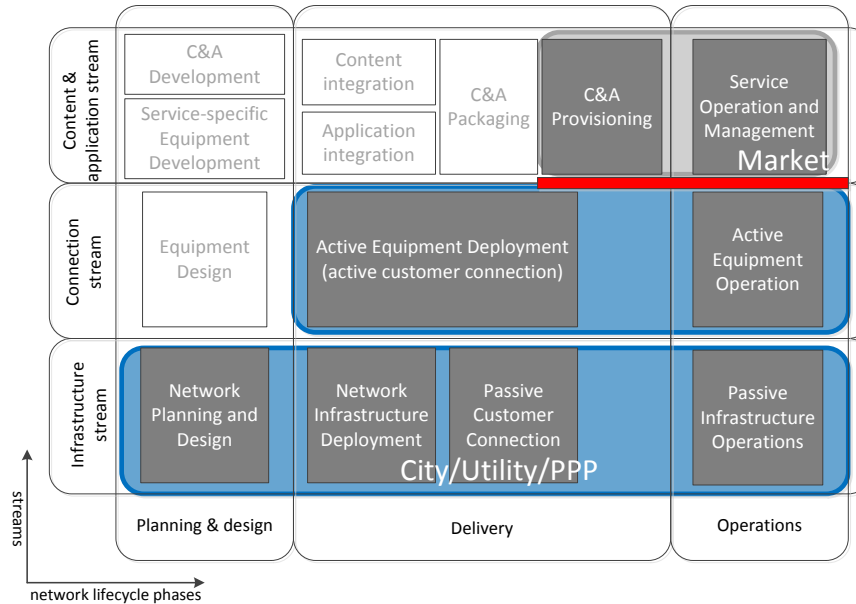 Content &
application stream
C&A
Development
Service-specific
Equipment
Development
Content
integration
Application
integration
C&A
Packaging
C&A
Provisioning
Service
Operation and
Management
Market
Connection
stream
Equipment
Design
Active Equipment Deployment
(active customer connection)
Active
Equipment
Operation
Infrastructure
stream
Network
Planning and
Design
Network
Infrastructure
Deployment
Passive
Customer
Connection
Passive
Infrastructure
Operations
City/Utility/PPP
streams
Planning & design
Delivery
Operations
network lifecycle phases